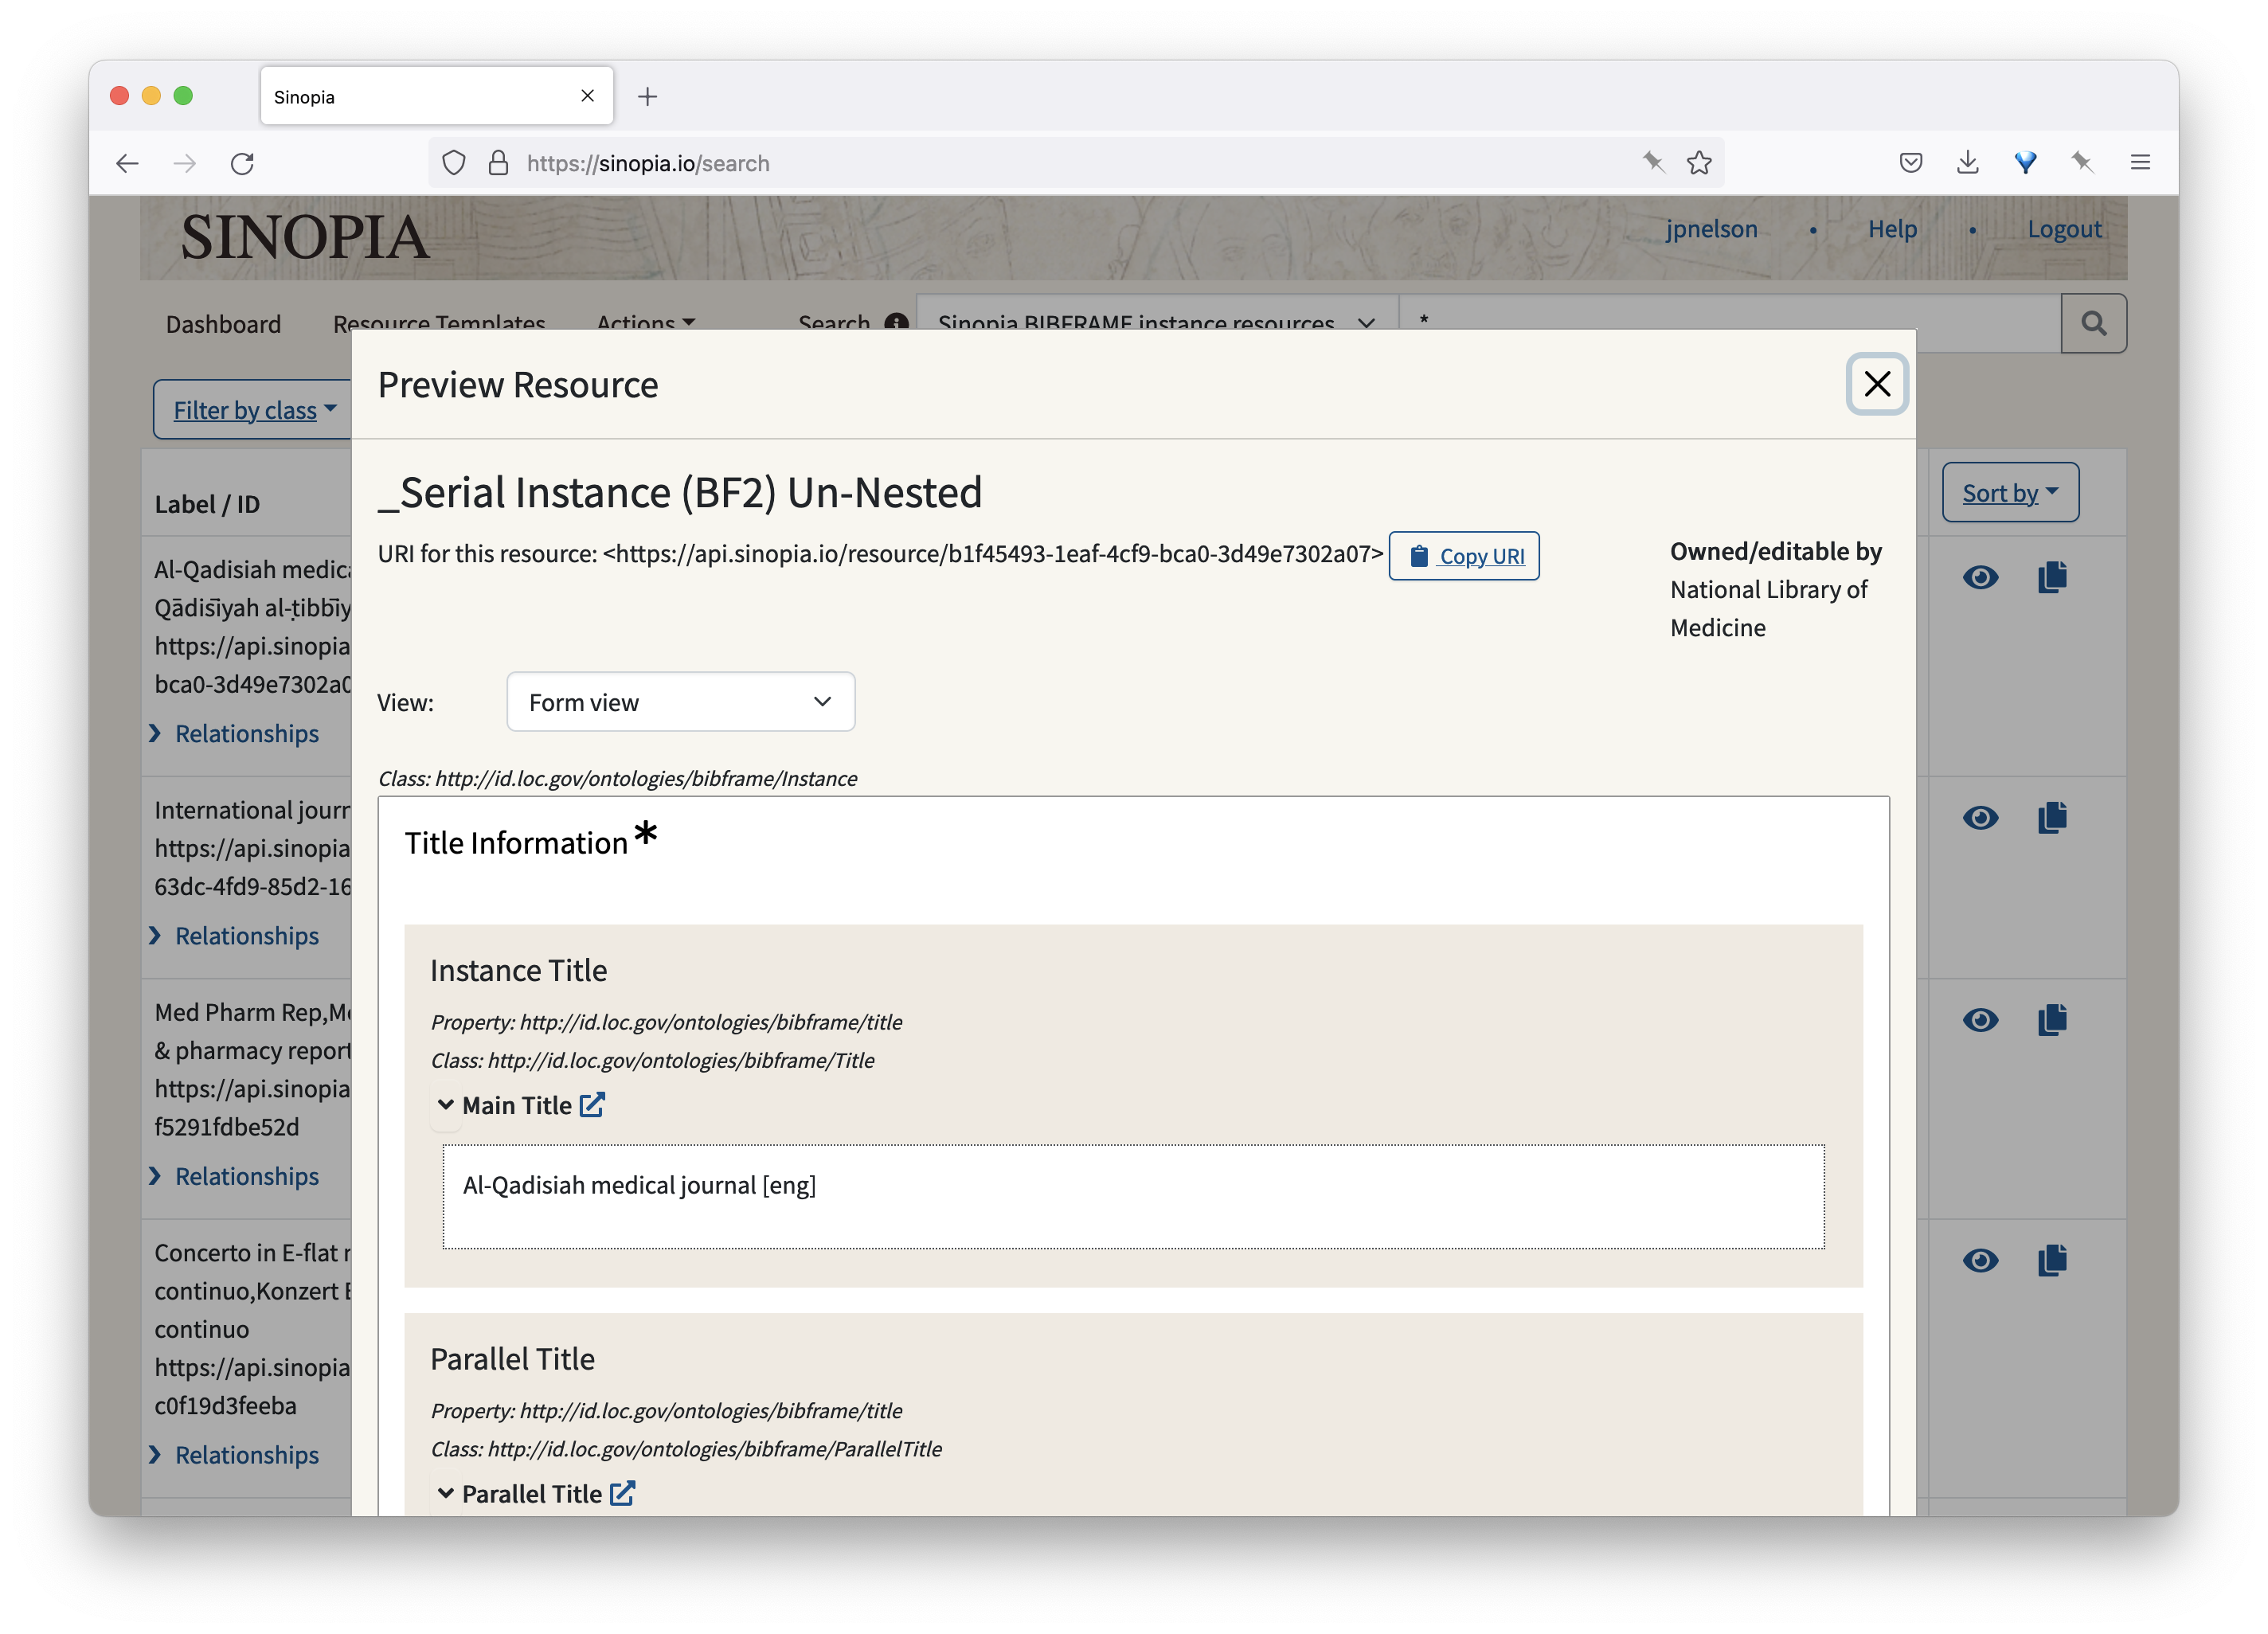 Sinopia
https://sinopia.io/search
SINOPIA
jpnelson • Help • Logout
Dashboard Resource Templates Actions Search Sinopia BIBFRAME instance resources *
Filter by class
Preview Resource
_Serial Instance (BF2) Un-Nested
URI for this resource: <https://api.sinopia.io/resource/b1f45493-1eaf-4cf9-bca0-3d49e7302a07> Copy URI
Owned/editable by
National Library of
Medicine
View: Form view
Class: http://id.loc.gov/ontologies/bibframe/Instance
Title Information *
Instance Title
Property: http://id.loc.gov/ontologies/bibframe/title
Class: http://id.loc.gov/ontologies/bibframe/Title
Main Title
Al-Qadisiah medical journal [eng]
Parallel Title
Property: http://id.loc.gov/ontologies/bibframe/title
Class: http://id.loc.gov/ontologies/bibframe/ParallelTitle
Parallel Title
Label / ID
Sort by
Al-Qadisiah medica
Qādisīyah al-ṭibbīy
https://api.sinopia
bca0-3d49e7302a0
Relationships
International journ
https://api.sinopia
63dc-4fd9-85d2-16
Relationships
Med Pharm Rep,Me
& pharmacy report
https://api.sinopia
f5291fdbe52d
Relationships
Concerto in E-flat
continuo,Konzert
continuo
https://api.sinopia
c0f19d3feeba
Relationships